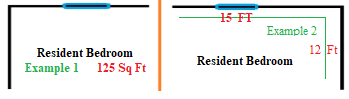 Resident Bedroom
Example 1 125 Sq Ft
15 FT
Example 2
12 Ft
Resident Bedroom